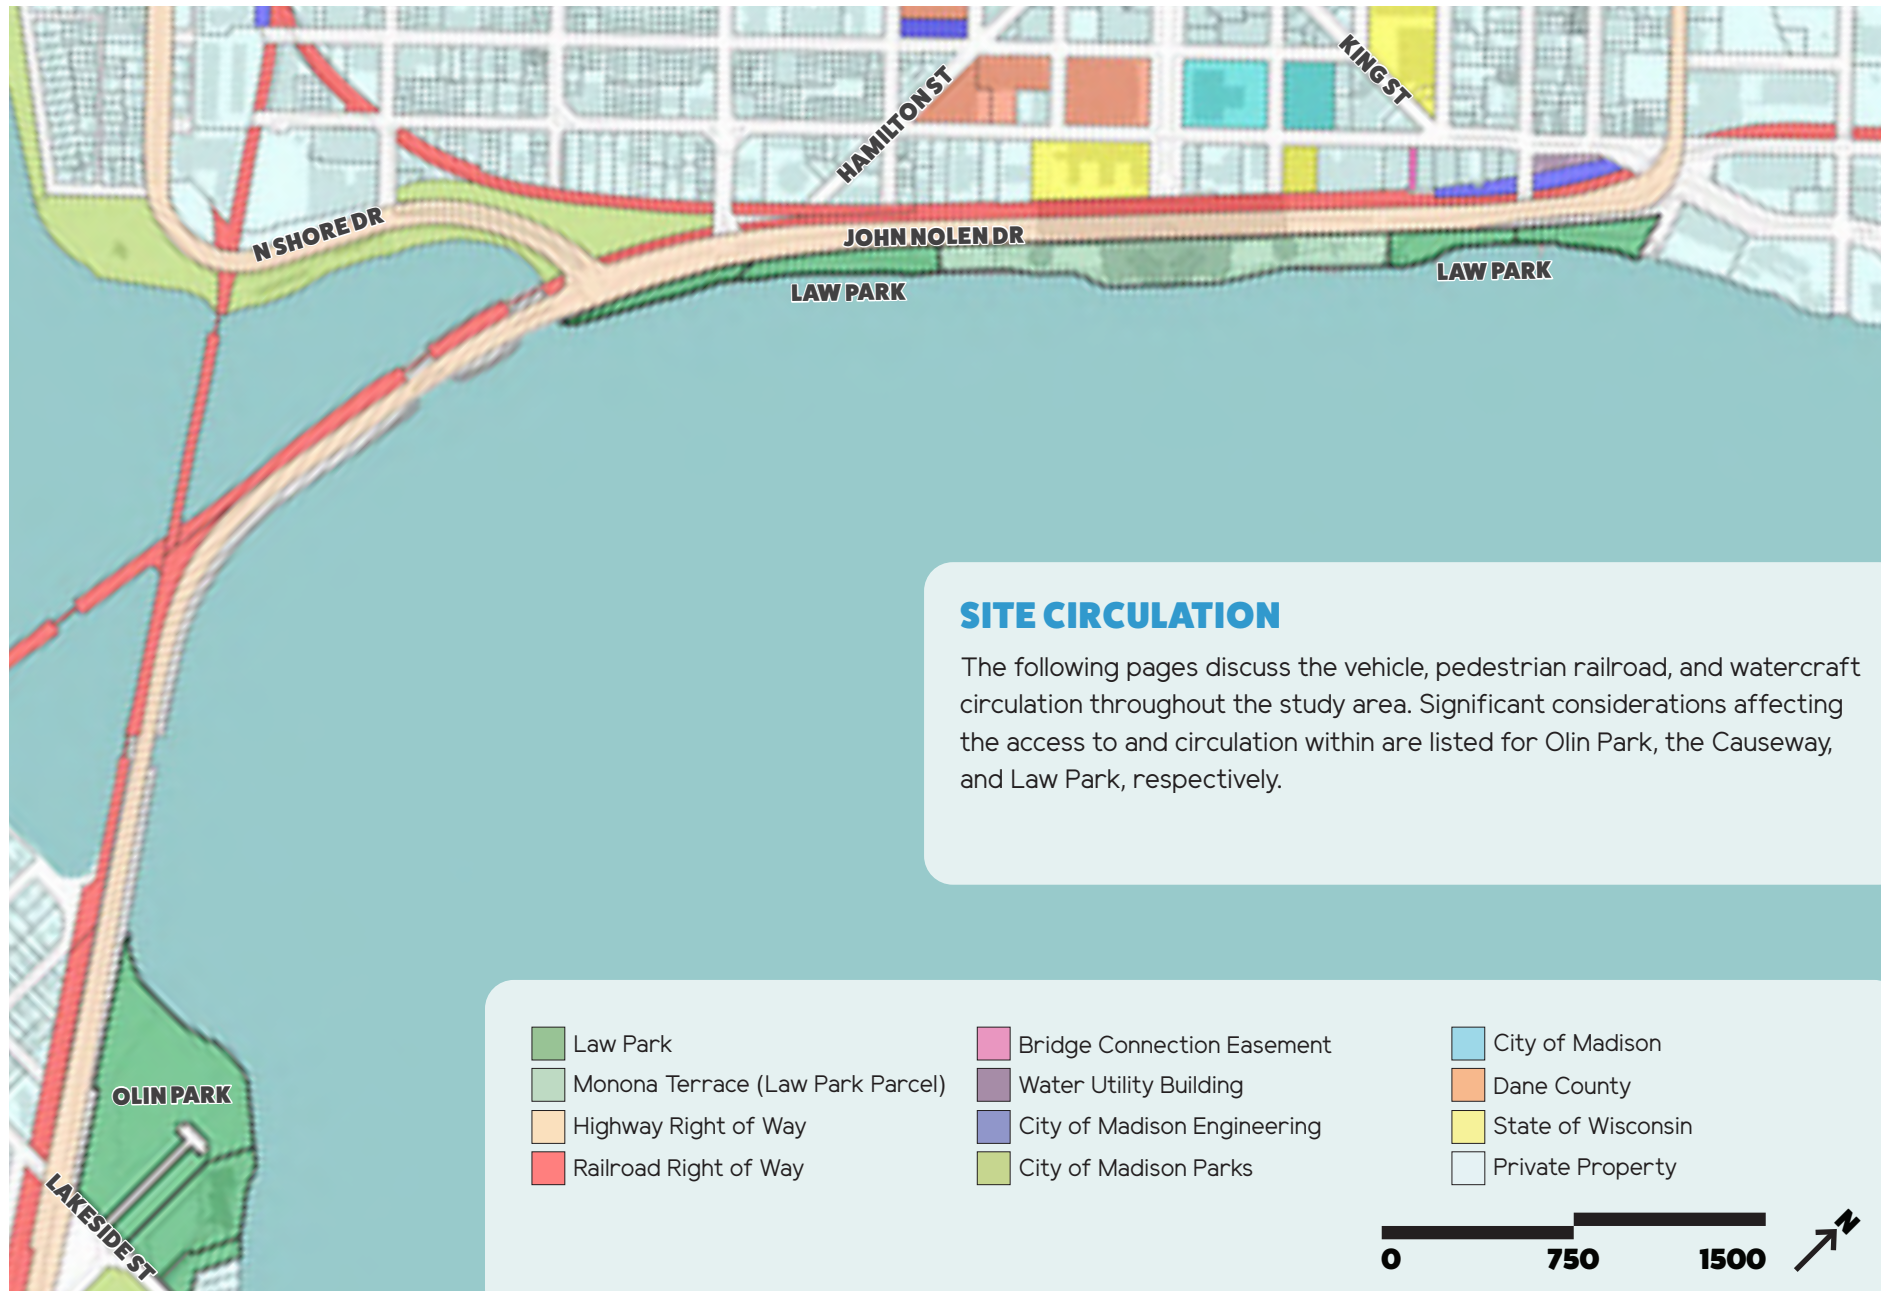 KING ST
HAMILTON ST
N SHORE DR
JOHN NOLEN DR
LAW PARK
LAW PARK
SITE CIRCULATION
The following pages discuss the vehicle, pedestrian railroad, and watercraft
circulation throughout the study area. Significant considerations affecting
the access to and circulation within are listed for Olin Park, the Causeway,
and Law Park, respectively.
OLIN PARK
LAKESIDE ST
Law Park
Monona Terrace (Law Park Parcel)
Highway Right of Way
Railroad Right of Way
Bridge Connection Easement
Water Utility Building
City of Madison Engineering
City of Madison Parks
City of Madison
Dane County
State of Wisconsin
Private Property
0 750 1500
N